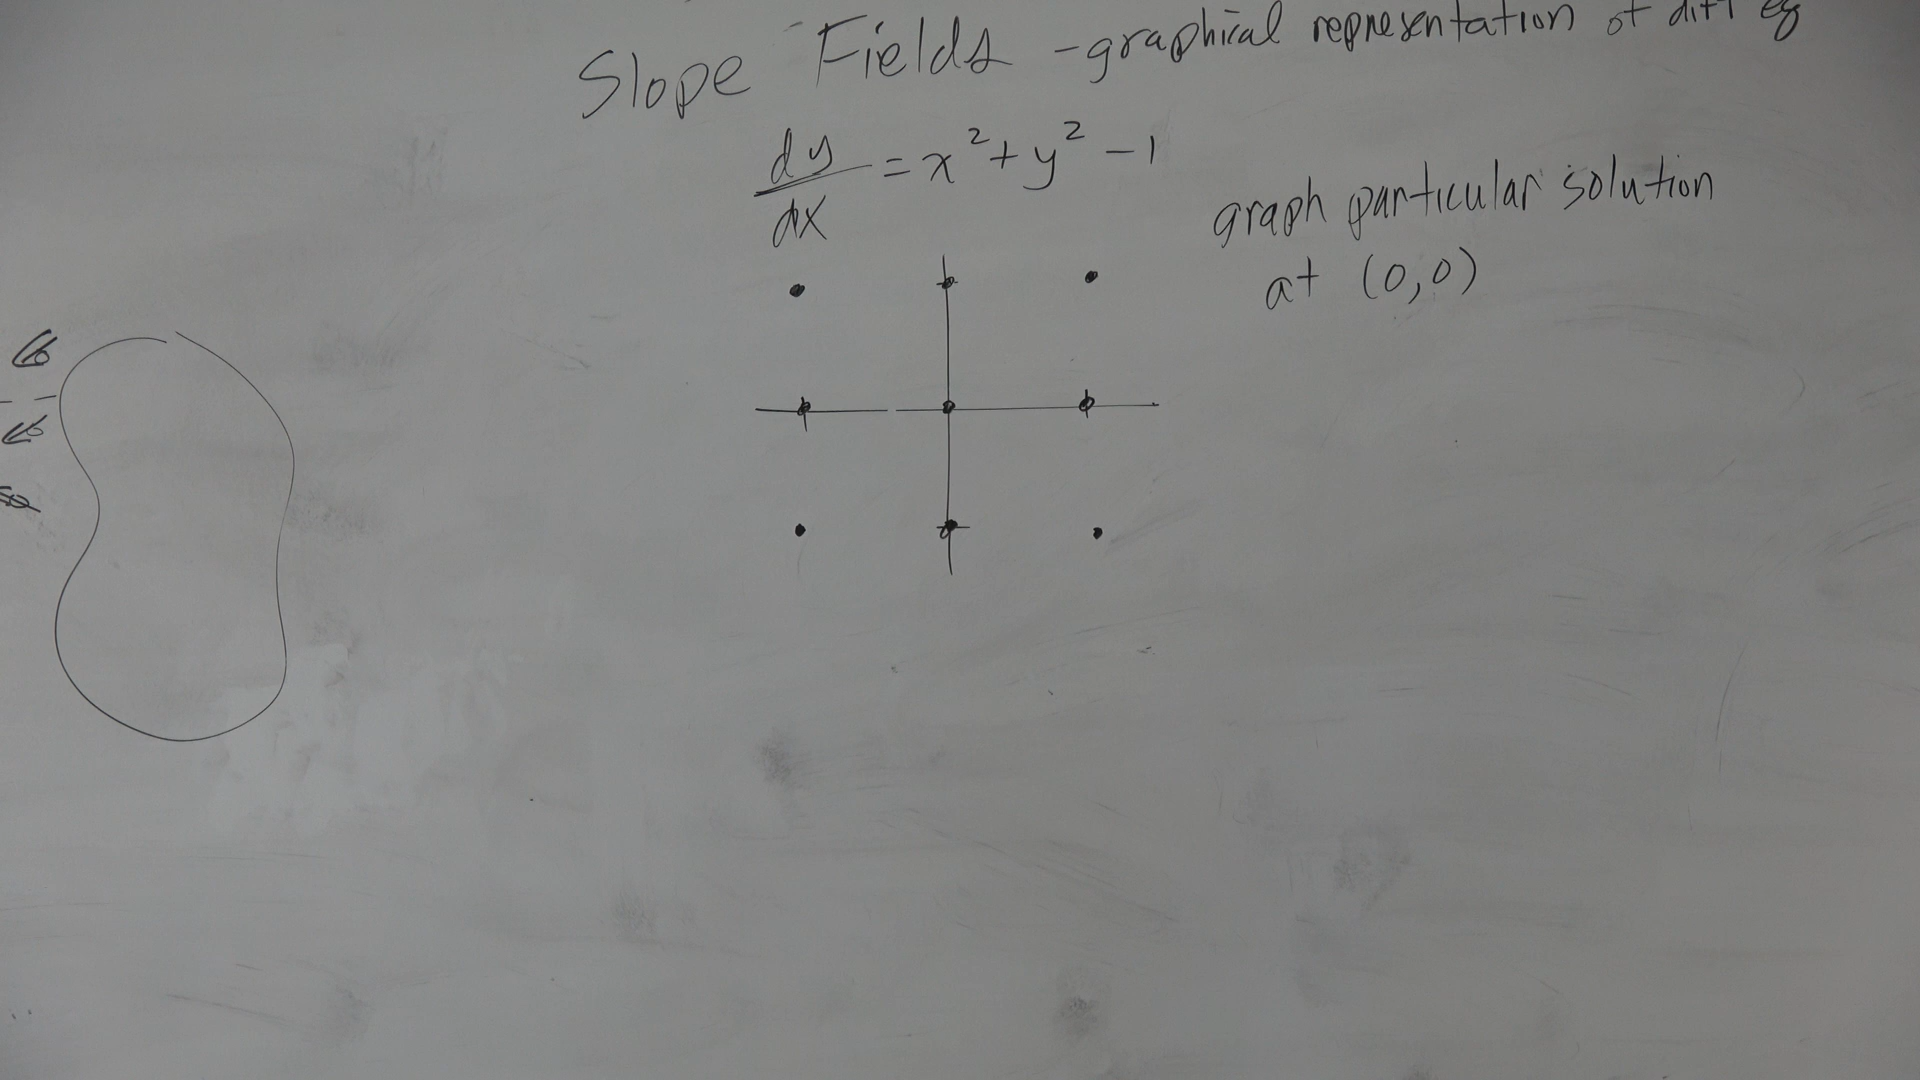 Slope Fields - graphical representation of diff eq
dy/dx = x² + y² - 1
graph particular solution
at (0,0)